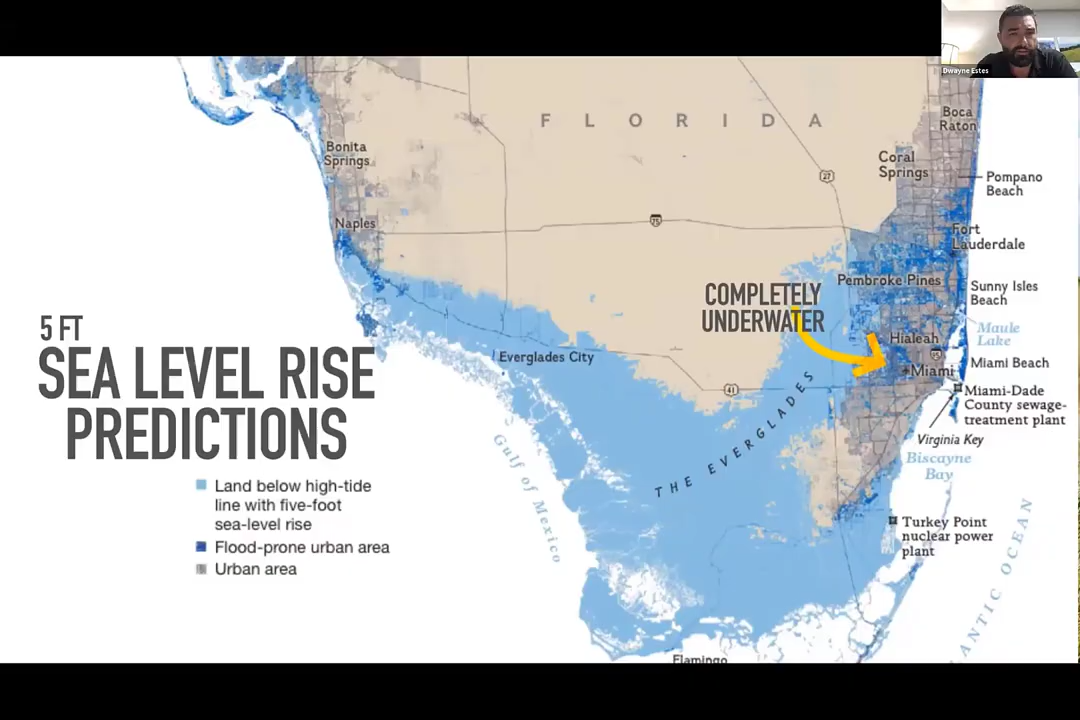 Dwayne Estes
FLORIDA
Boca
Raton
Bonita
Springs
Coral
Springs
27
Pompano
Beach
Naples
75
Fort
Lauderdale
COMPLETELY
UNDERWATER
Pembroke Pines
Sunny Isles
Beach
5 FT
SEA LEVEL RISE
PREDICTIONS
Maule
Lake
Hialeah
95
Everglades City
Miami Beach
Miami
41
Miami-Dade
County sewage-
treatment plant
THE EVERGLADES
Virginia Key
Biscayne
Bay
Gulf of Mexico
Land below high-tide
line with five-foot
sea-level rise
Flood-prone urban area
Urban area
Turkey Point
nuclear power
plant
ANTIC OCEAN
Flamingo